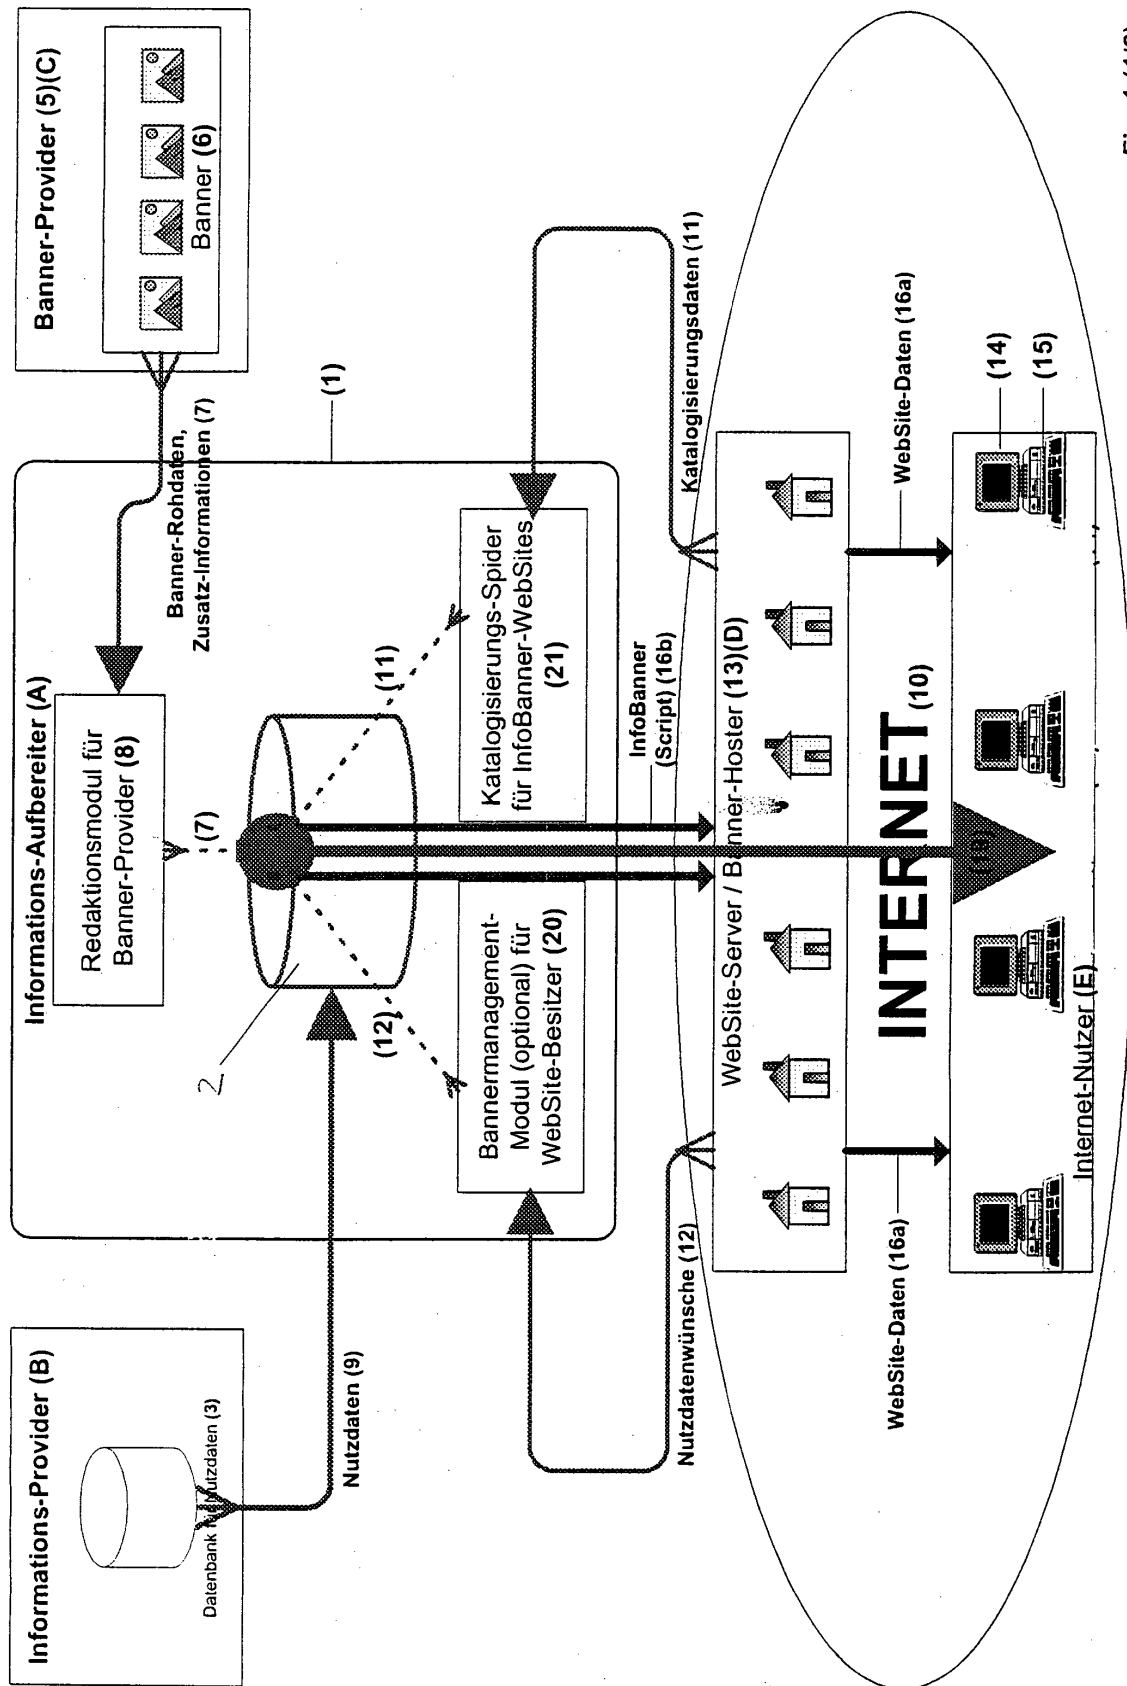 Informations-Provider (B)
Datenbank für Nutzdaten (3)
Nutzdaten (9)
Informations-Aufbereiter (A)
Redaktionsmodul für
Banner-Provider (8)
(7)
2
(12)
(11)
Bannermanagement-
Modul (optional) für
WebSite-Besitzer (20)
Katalogisierungs-Spider
für InfoBanner-WebSites
(21)
(1)
Banner-Provider (5)(C)
Banner (6)
Banner-Rohdaten,
Zusatz-Informationen (7)
Nutzdatenwünsche (12)
InfoBanner
(Script) (16b)
Katalogisierungsdaten (11)
WebSite-Server / Banner-Hoster (13)(D)
WebSite-Daten (16a)
INTERNET (10)
WebSite-Daten (16a)
(14)
(15)
Internet-Nutzer (E)